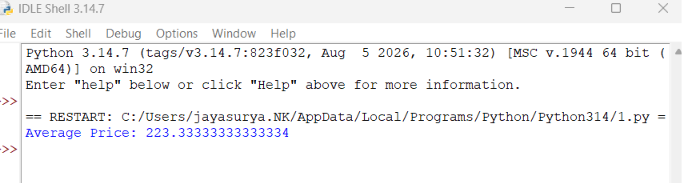 IDLE Shell 3.14.7
File Edit Shell Debug Options Window Help
Python 3.14.7 (tags/v3.14.7:823f032, Aug  5 2026, 10:51:32) [MSC v.1944 64 bit (
AMD64)] on win32
Enter "help" below or click "Help" above for more information.
>>>
== RESTART: C:/Users/jayasurya.NK/AppData/Local/Programs/Python/Python314/1.py =
Average Price: 223.33333333333334
>>>